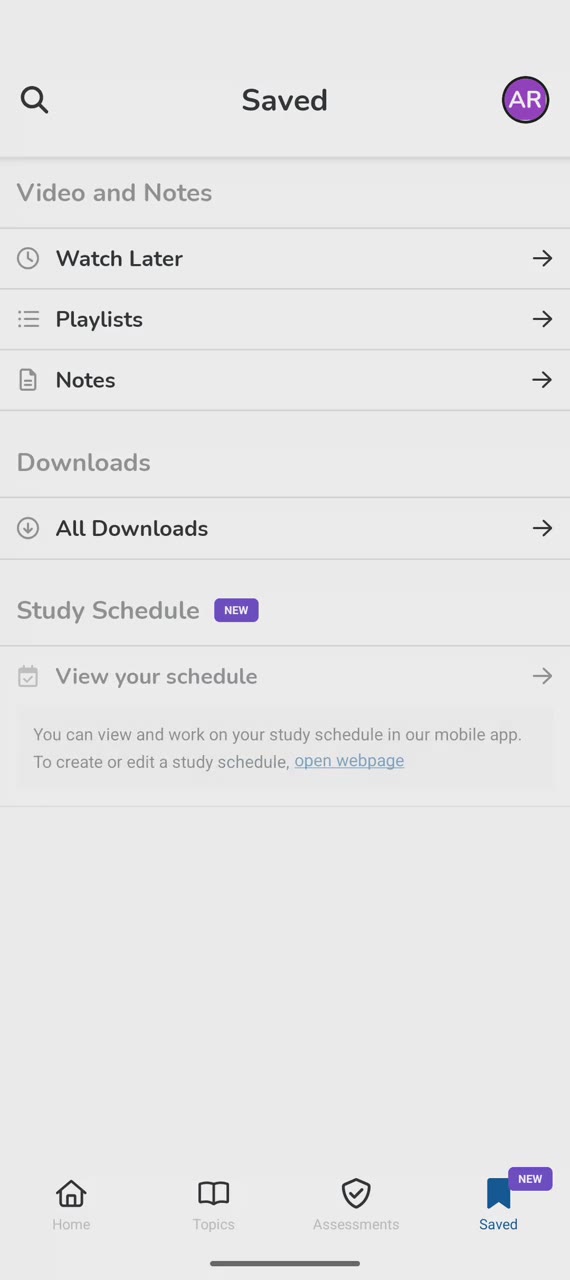 Saved
AR
Video and Notes
Watch Later
Playlists
Notes
Downloads
All Downloads
Study Schedule NEW
View your schedule
You can view and work on your study schedule in our mobile app.
To create or edit a study schedule, open webpage
NEW
Home
Topics
Assessments
Saved